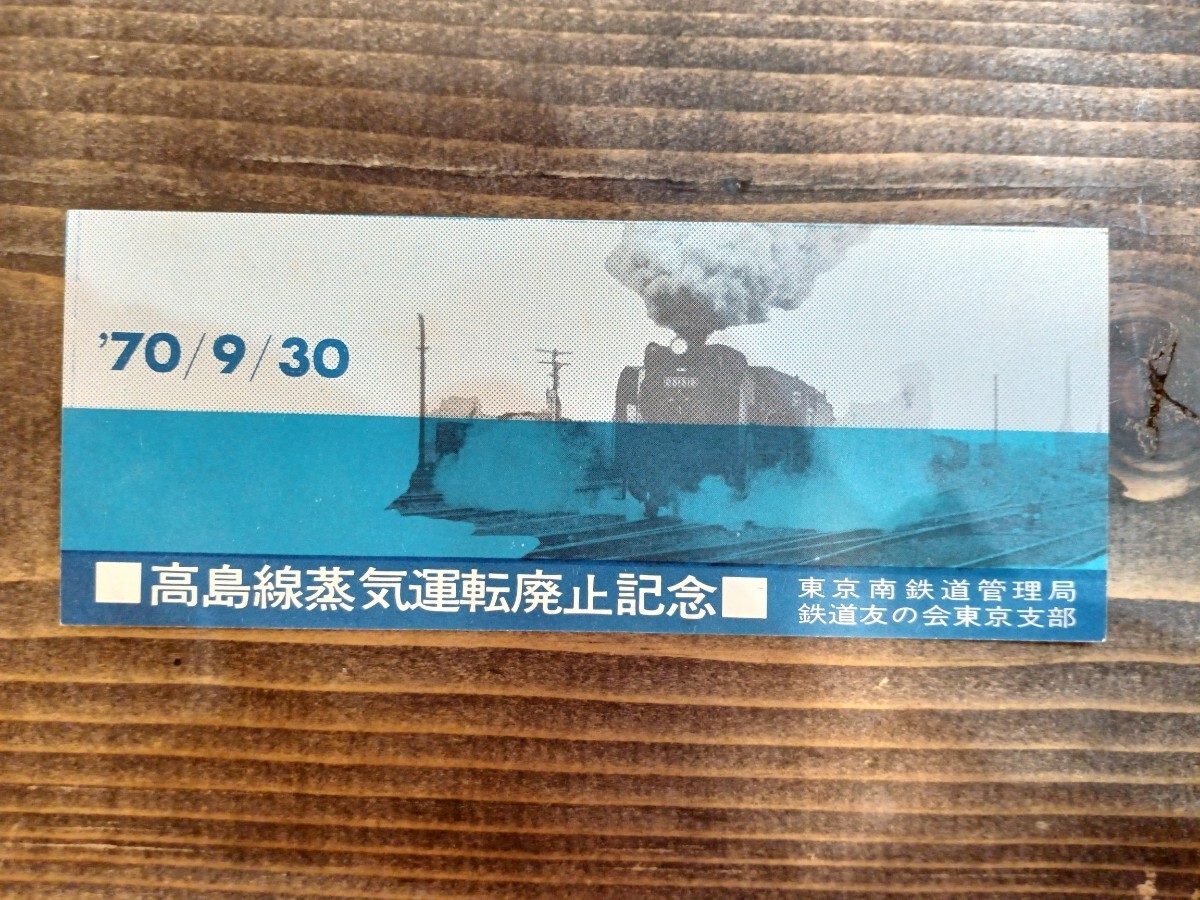 ’70/9/30
■高島線蒸気運転廃止記念■
東京南鉄道管理局
鉄道友の会東京支部